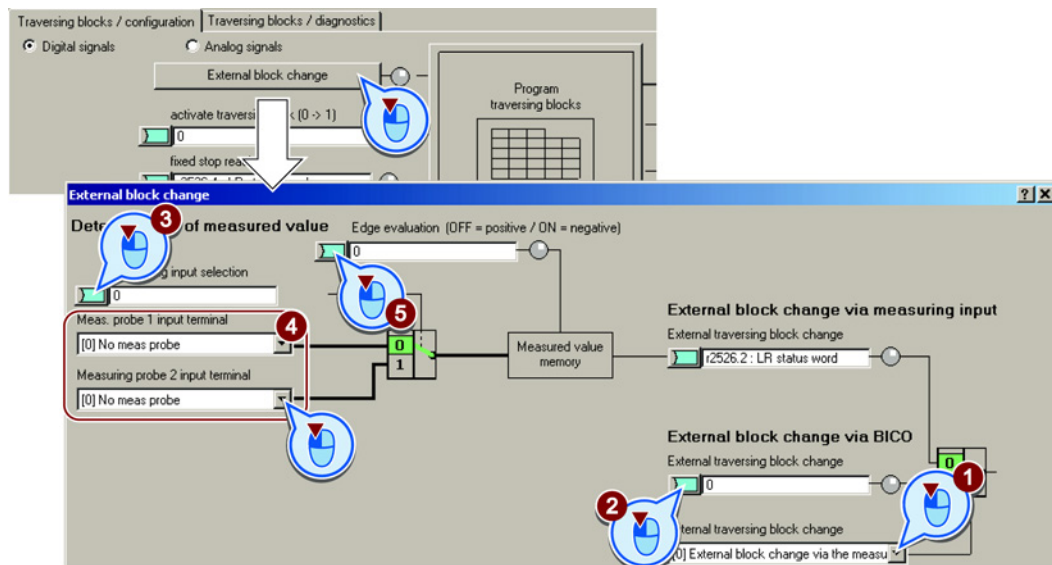 Traversing blocks / configuration
Traversing blocks / diagnostics
Digital signals
Analog signals
External block change
Program
traversing blocks
activate traversi (0 -> 1)
0
fixed stop rea
External block change
? X
3
of measured value
Edge evaluation (OFF = positive / ON = negative)
0
input selection
0
5
Meas. probe 1 input terminal
4
[0] No meas probe
0
1
Measured value
memory
Measuring probe 2 input terminal
[0] No meas probe
External block change via measuring input
External traversing block change
r2526.2 : LR status word
External block change via BICO
External traversing block change
0
0
1
2
External traversing block change
[0] External block change via the measu